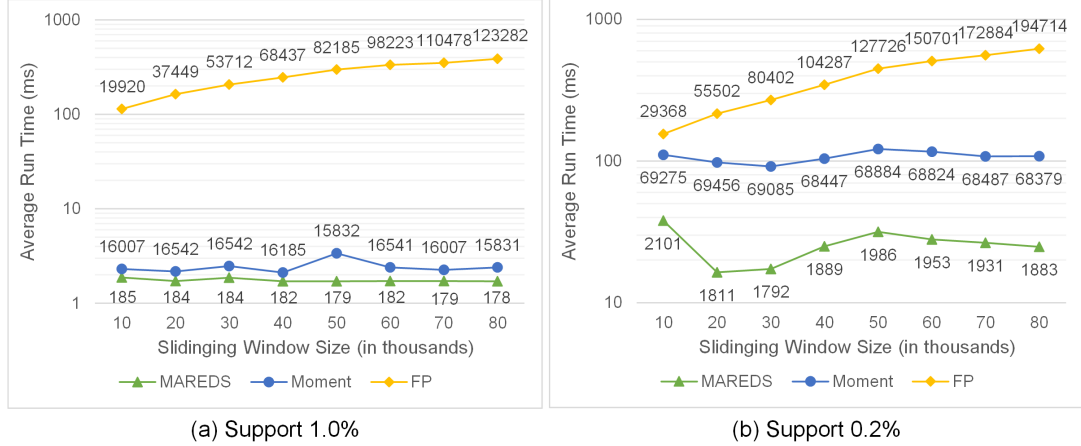 1000
100
10
1
Average Run Time (ms)
19920 37449 53712 68437 82185 98223 110478 123282
16007 16542 16542 16185 15832 16541 16007 15831
185 184 184 182 179 182 179 178
10 20 30 40 50 60 70 80
Slidinging Window Size (in thousands)
MAREDS Moment FP
(a) Support 1.0%
1000
100
10
Average Run Time (ms)
29368 55502 80402 104287 127726 150701 172884 194714
69275 69456 69085 68447 68884 68824 68487 68379
2101 1811 1792 1889 1986 1953 1931 1883
10 20 30 40 50 60 70 80
Slidinging Window Size (in thousands)
MAREDS Moment FP
(b) Support 0.2%